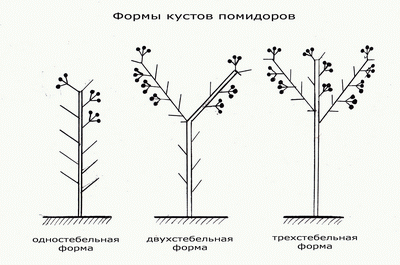 Формы кустов помидоров
одностебельная
форма
двухстебельная
форма
трехстебельная
форма